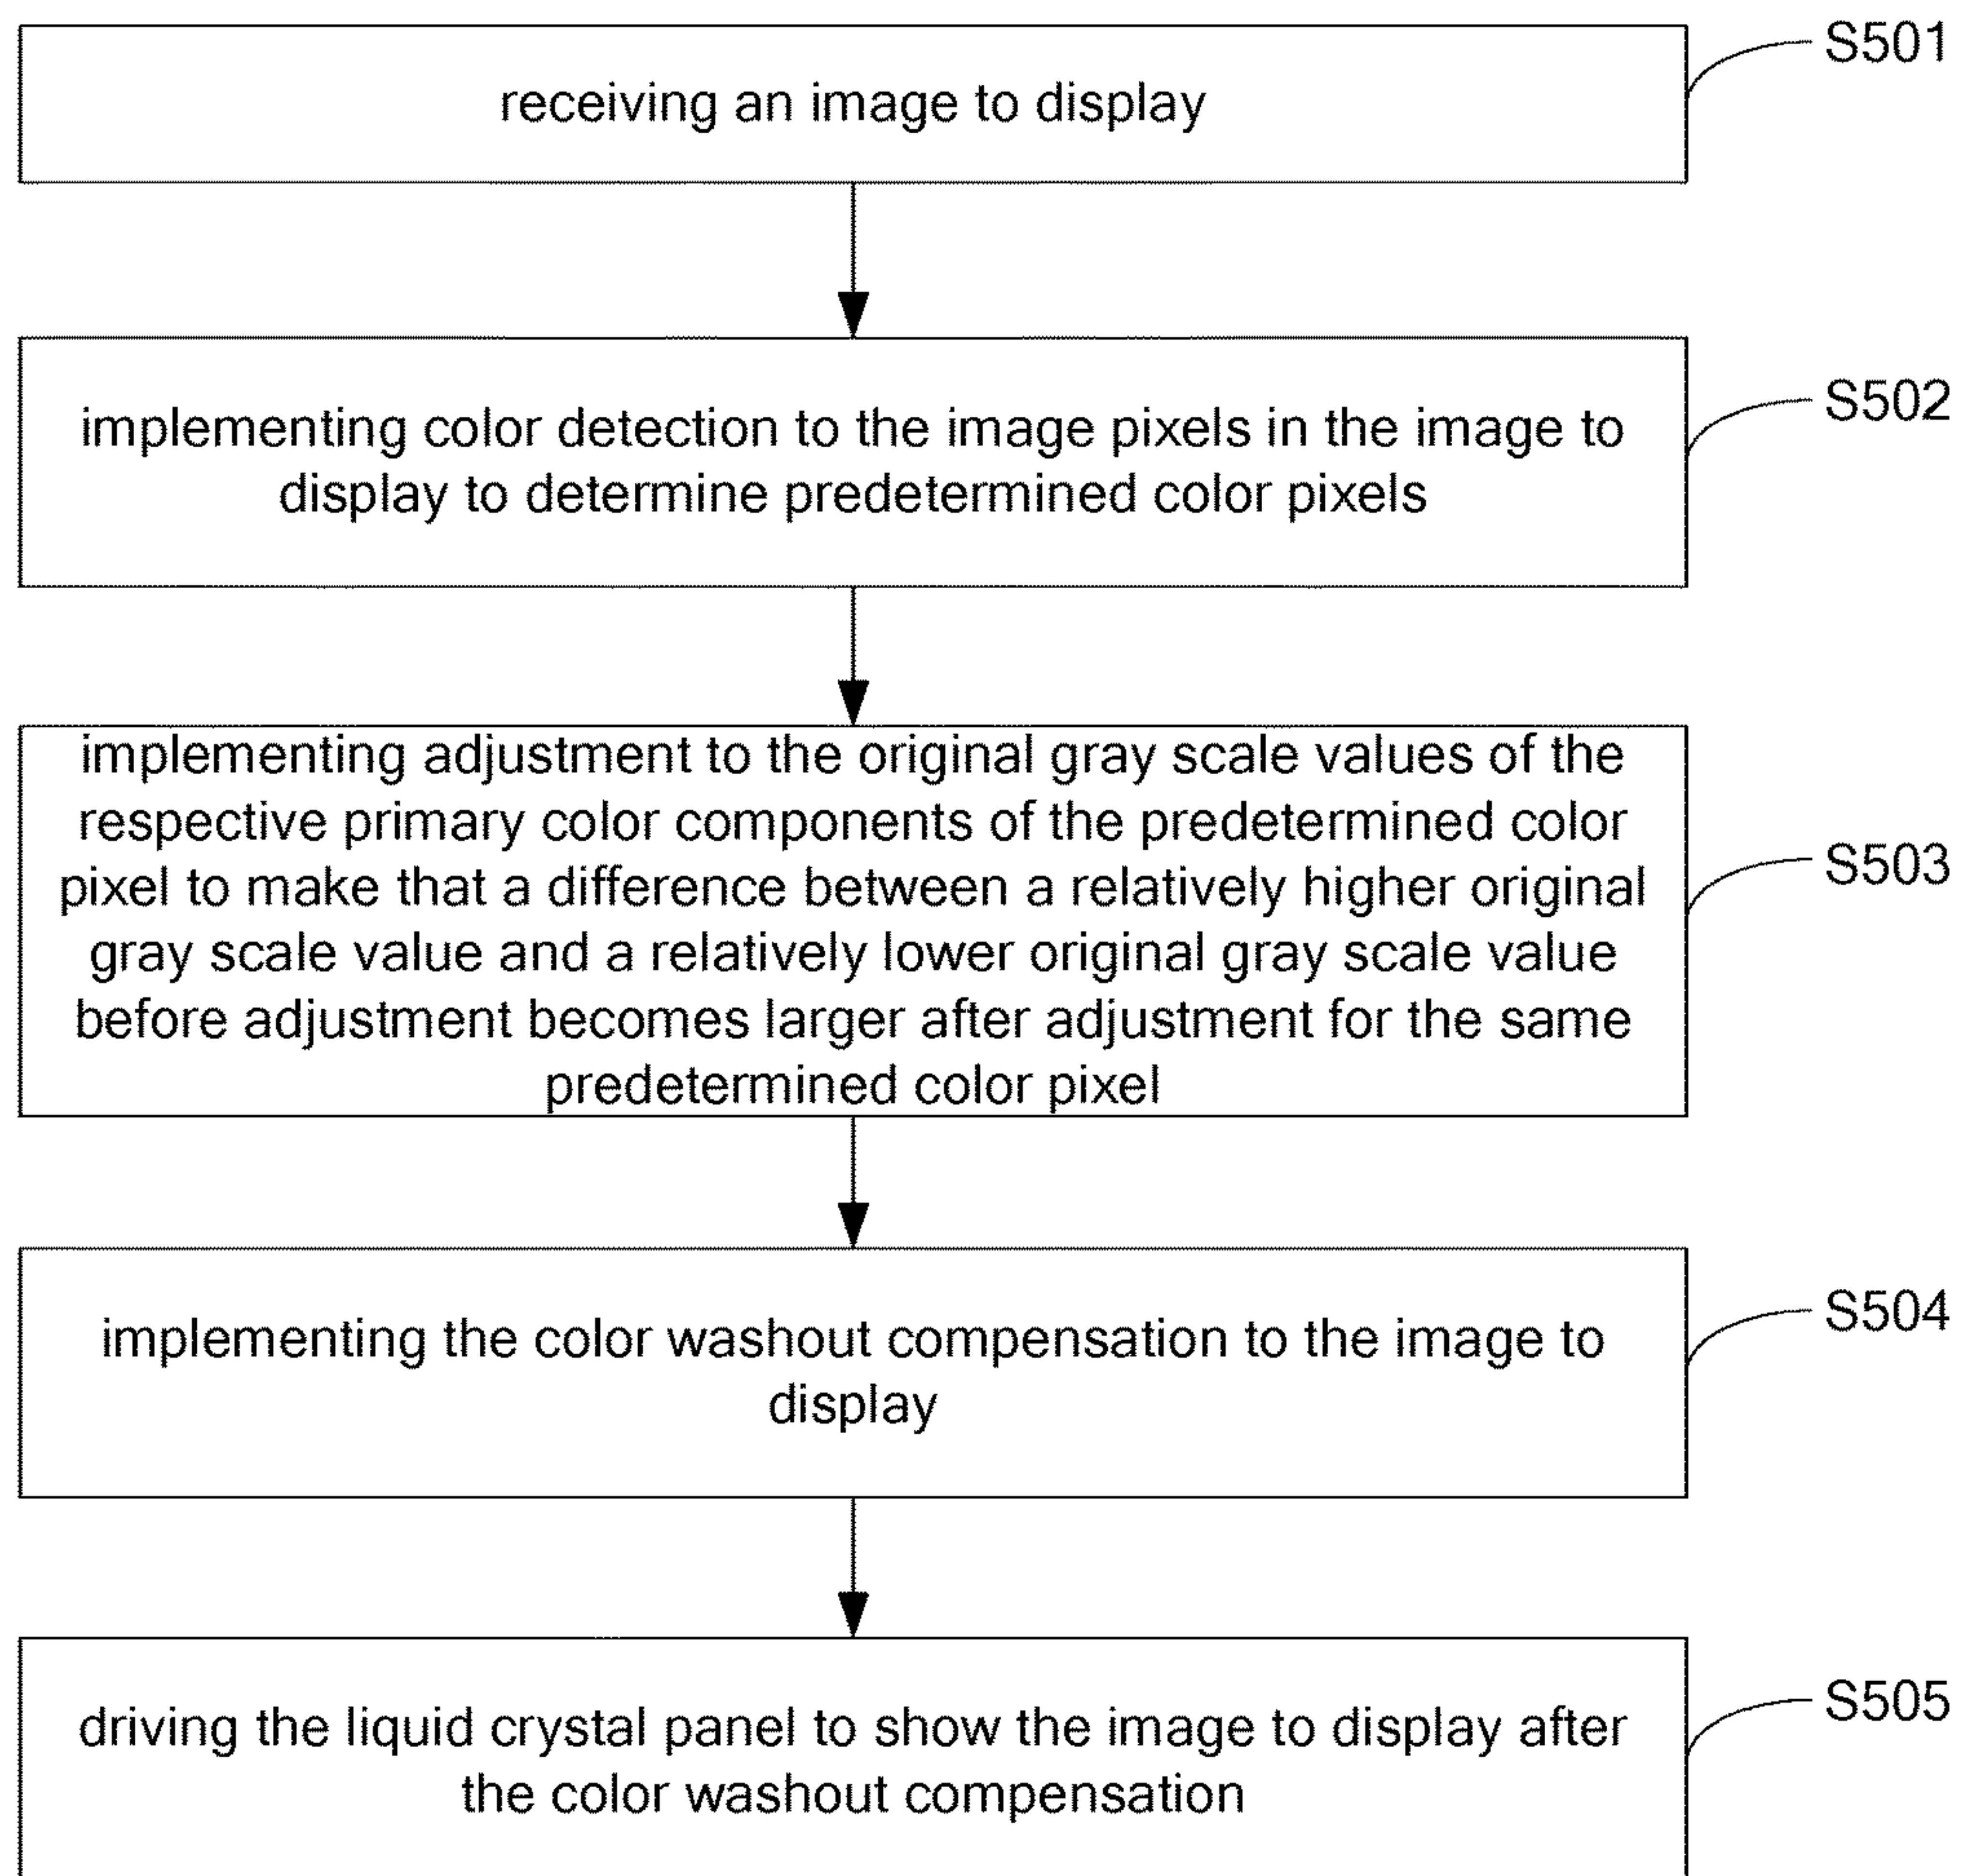 receiving an image to display
S501
implementing color detection to the image pixels in the image to
display to determine predetermined color pixels
S502
implementing adjustment to the original gray scale values of the
respective primary color components of the predetermined color
pixel to make that a difference between a relatively higher original
gray scale value and a relatively lower original gray scale value
before adjustment becomes larger after adjustment for the same
predetermined color pixel
S503
implementing the color washout compensation to the image to
display
S504
driving the liquid crystal panel to show the image to display after
the color washout compensation
S505